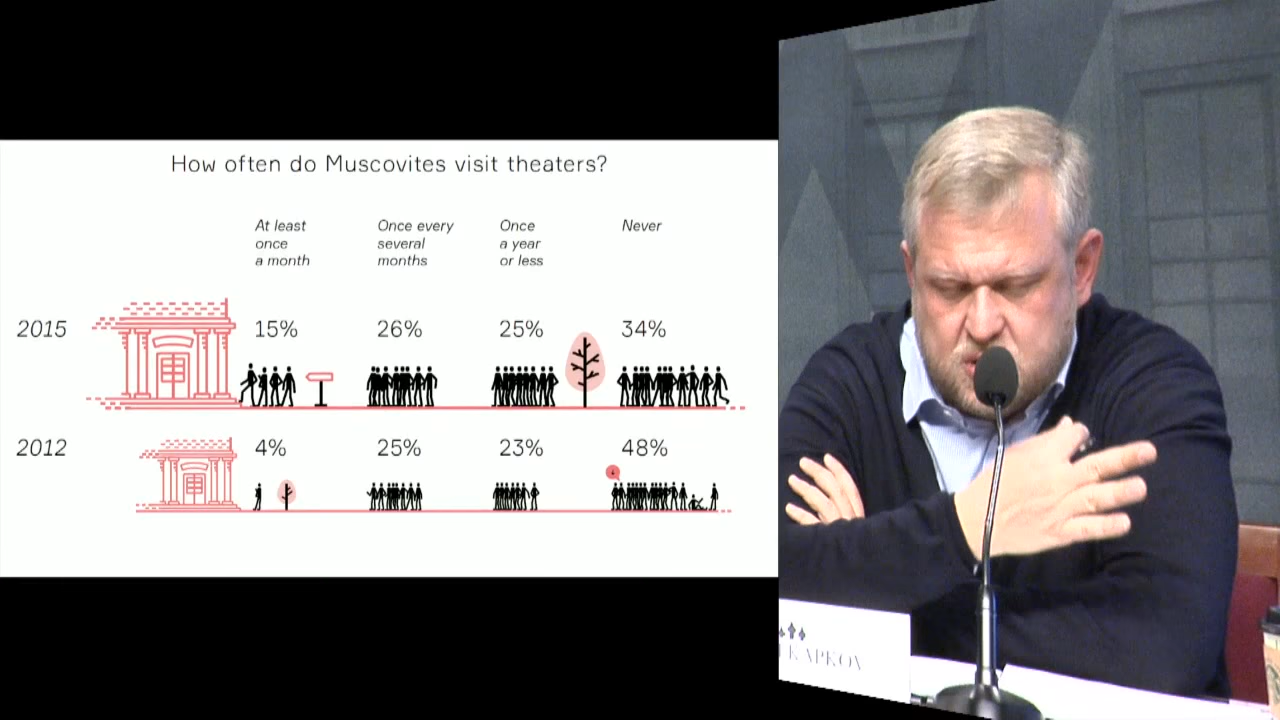 How often do Muscovites visit theaters?
At least
once
a month
Once every
several
months
Once
a year
or less
Never
2015
15%
26%
25%
34%
2012
4%
25%
23%
48%
KAPKOV